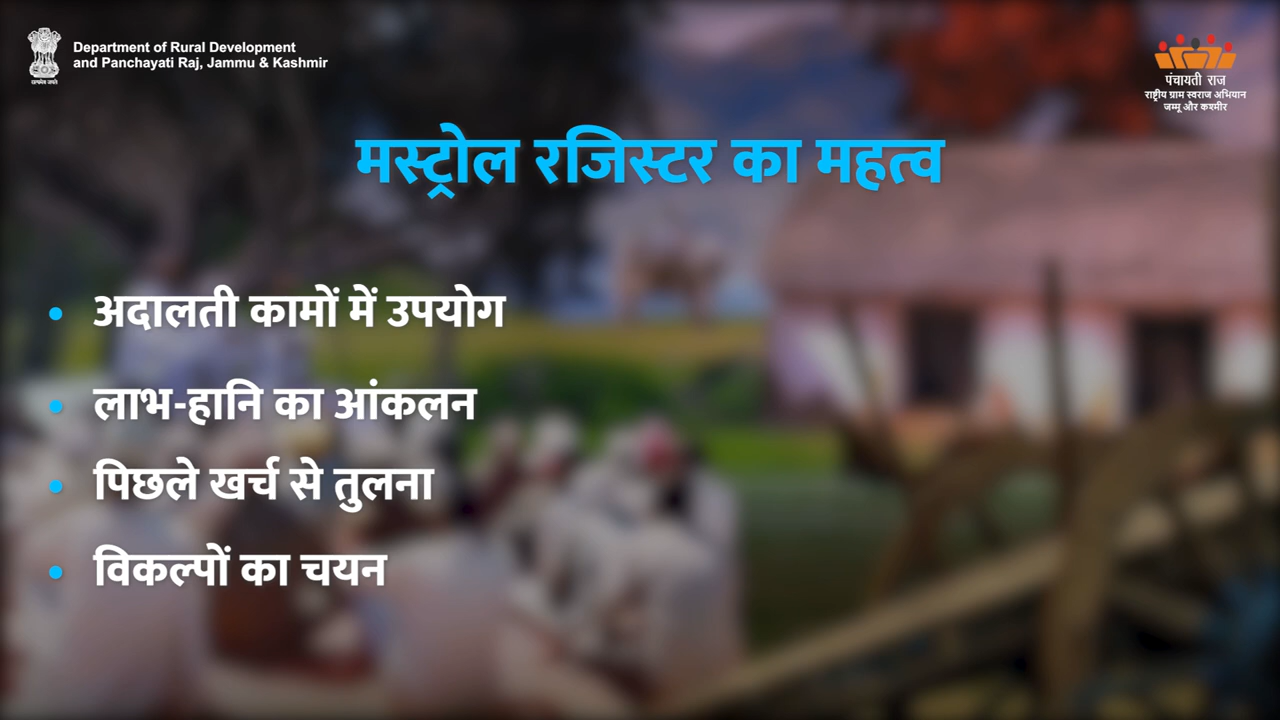 Department of Rural Development
and Panchayati Raj, Jammu & Kashmir
पंचायती राज
राष्ट्रीय ग्राम स्वराज अभियान
जम्मू और कश्मीर
मस्ट्रोल रजिस्टर का महत्व
अदालती कामों में उपयोग
लाभ-हानि का आंकलन
पिछले खर्च से तुलना
विकल्पों का चयन